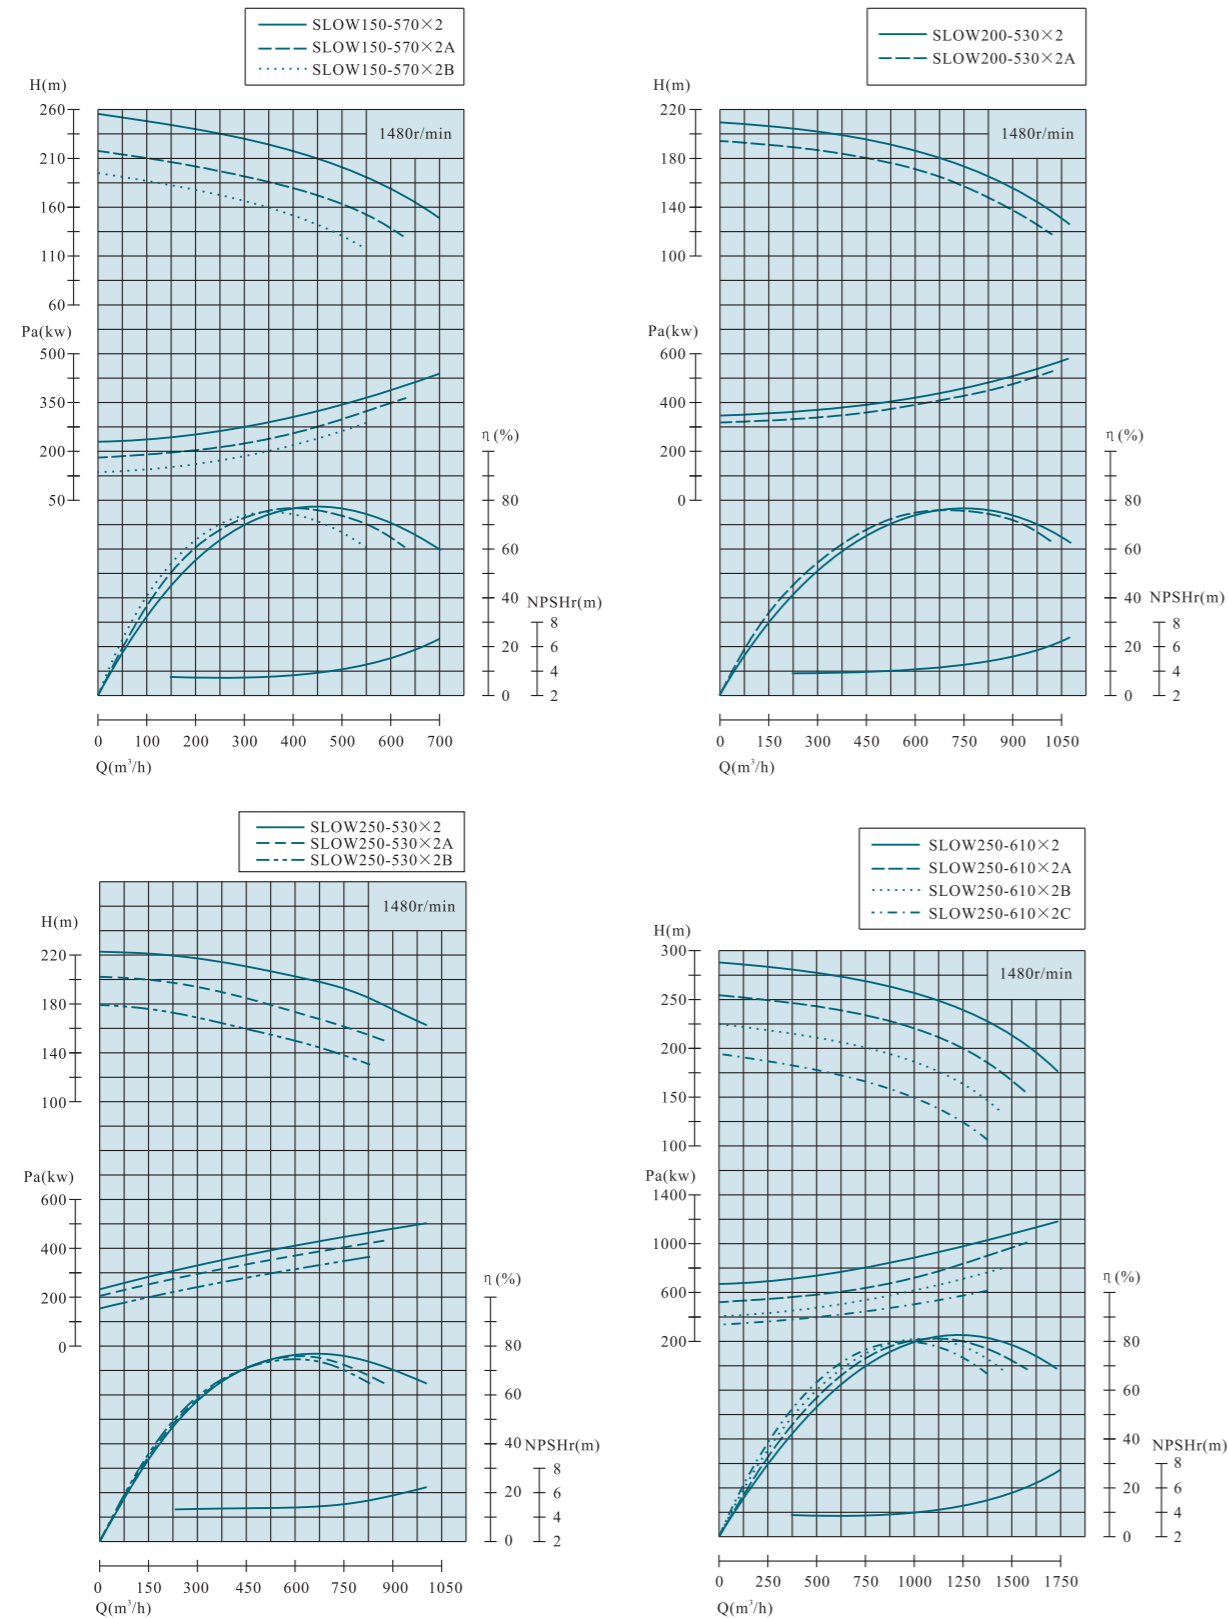 SLOW150-570×2
SLOW150-570×2A
SLOW150-570×2B
H(m)
260
210
160
110
60
1480r/min
Pa(kw)
500
350
200
50
η(%)
80
60
40
20
0
NPSHr(m)
8
6
4
2
0 100 200 300 400 500 600 700
Q(m³/h)
SLOW200-530×2
SLOW200-530×2A
H(m)
220
180
140
100
1480r/min
Pa(kw)
600
400
200
0
η(%)
80
60
40
20
0
NPSHr(m)
8
6
4
2
0 150 300 450 600 750 900 1050
Q(m³/h)
SLOW250-530×2
SLOW250-530×2A
SLOW250-530×2B
1480r/min
H(m)
220
180
140
100
Pa(kw)
600
400
200
0
η(%)
80
60
40
20
0
NPSHr(m)
8
6
4
2
0 150 300 450 600 750 900 1050
Q(m³/h)
SLOW250-610×2
SLOW250-610×2A
SLOW250-610×2B
SLOW250-610×2C
H(m)
300
250
200
150
100
1480r/min
Pa(kw)
1400
1000
600
200
η(%)
80
60
40
20
0
NPSHr(m)
8
6
4
2
0 250 500 750 1000 1250 1500 1750
Q(m³/h)